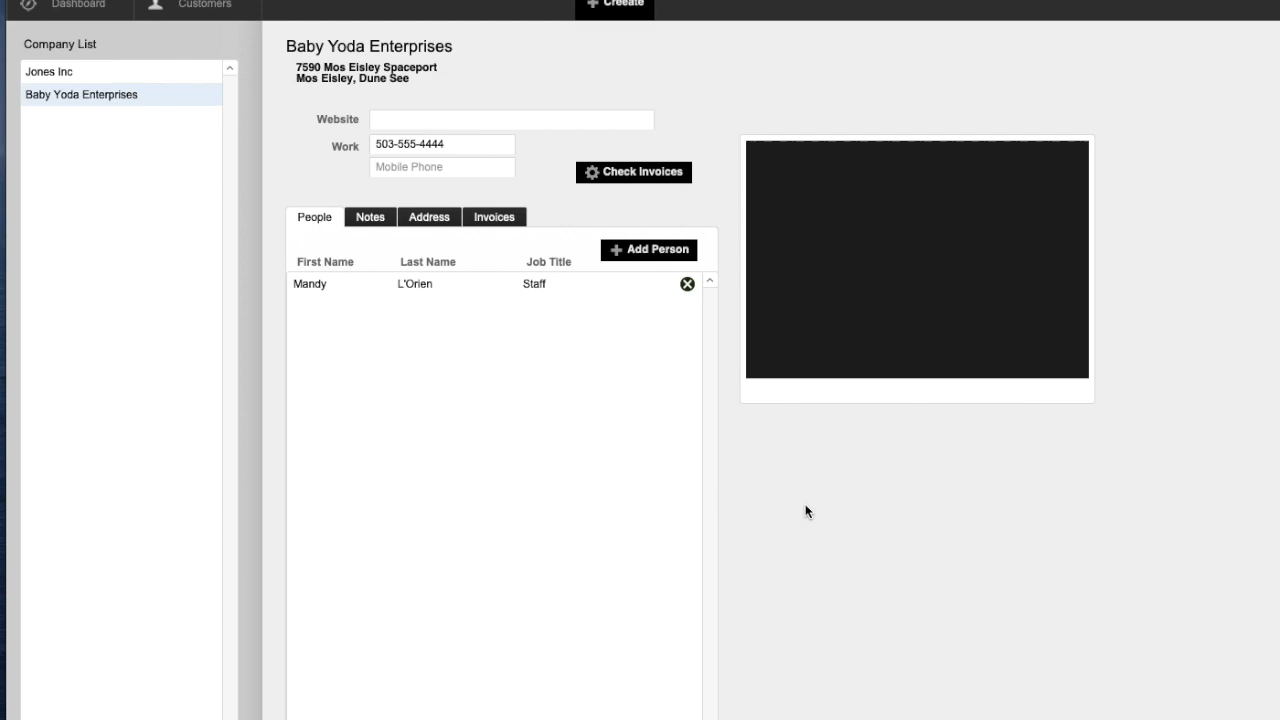 Dashboard
Customers
Creeate
Company List
Jones Inc
Baby Yoda Enterprises
Baby Yoda Enterprises
7590 Mos Eisley Spaceport
Mos Eisley, Dune See
Website
Work
503-555-4444
Mobile Phone
Check Invoices
People Notes Address Invoices
Add Person
First Name Last Name Job Title
Mandy L'Orien Staff